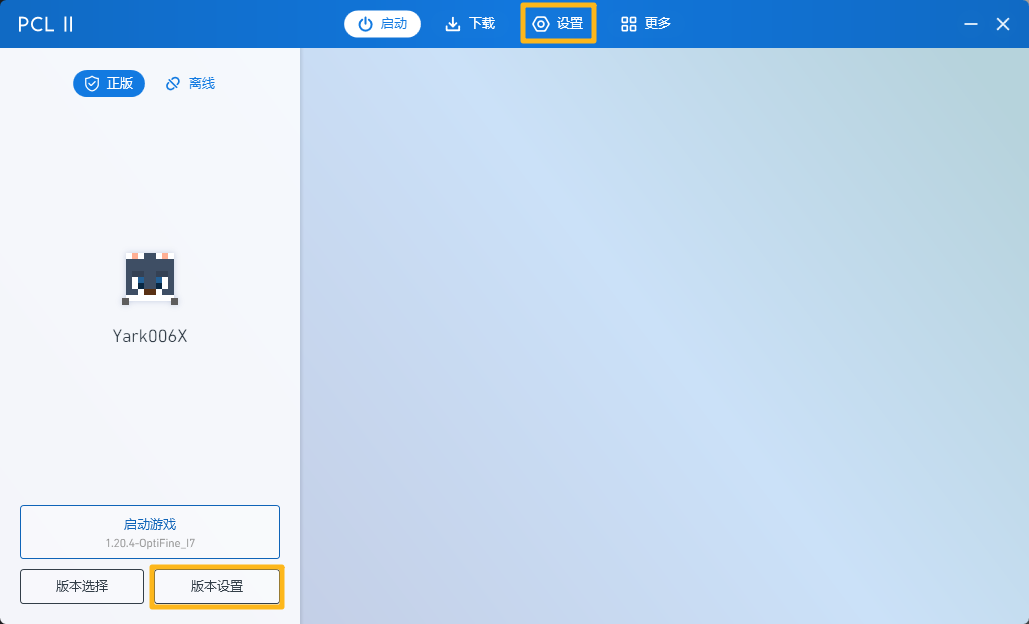 PCL II
启动
下载
设置
更多
正版
离线
Yark006X
启动游戏
1.20.4-OptiFine_I7
版本选择
版本设置